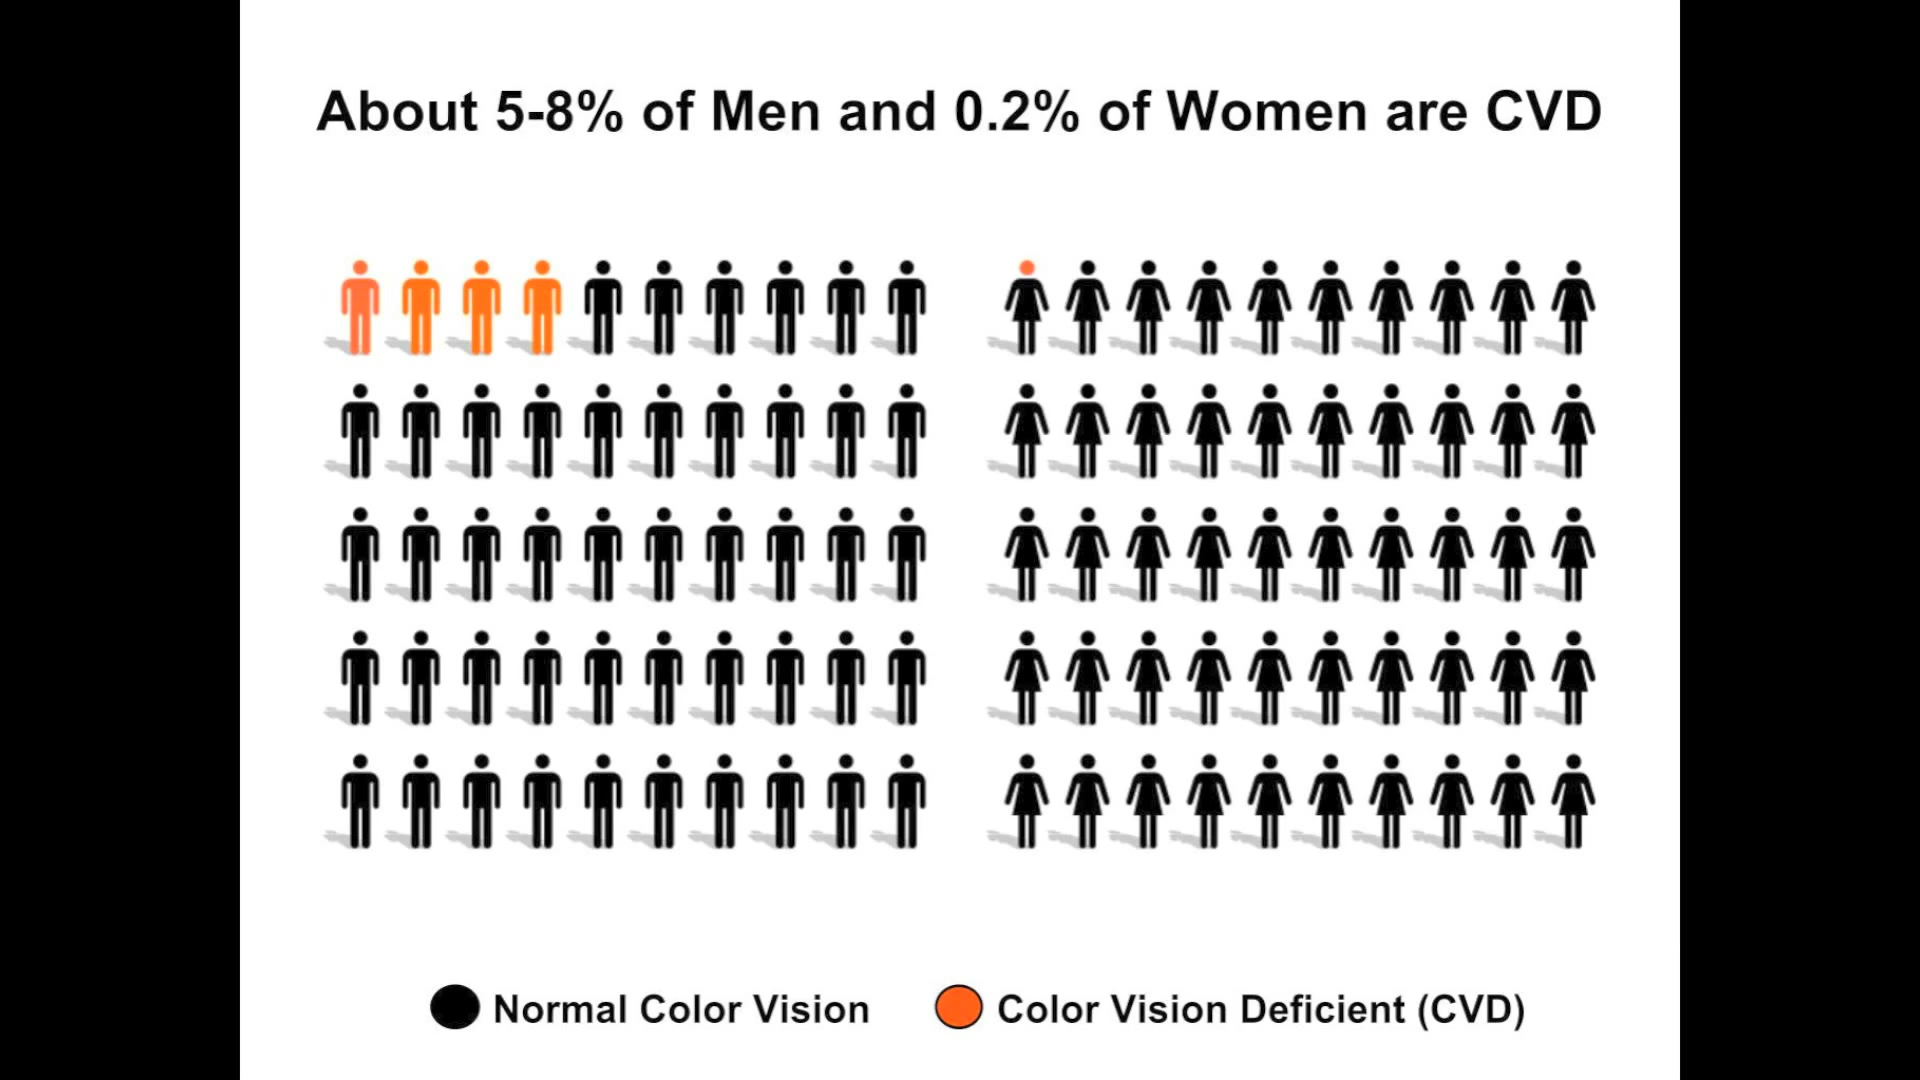 About 5-8% of Men and 0.2% of Women are CVD
Normal Color Vision
Color Vision Deficient (CVD)